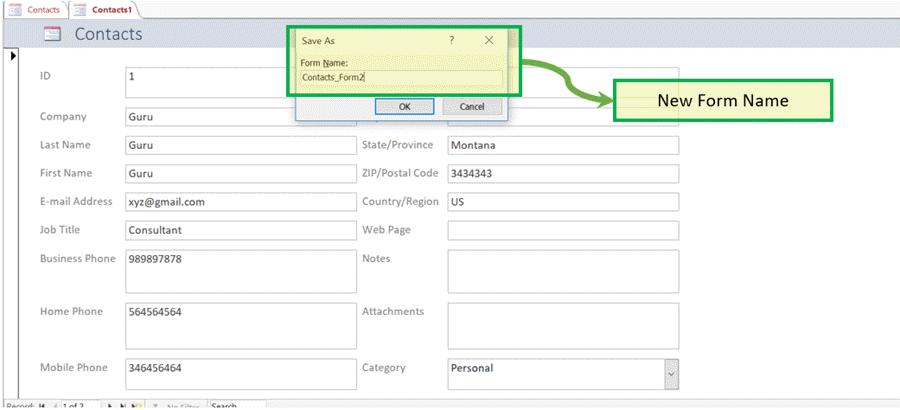 Contacts
Contacts1
Contacts
Save As
?
Form Name:
Contacts_Form2
OK
Cancel
New Form Name
ID
1
Company
Guru
Last Name
Guru
State/Province
Montana
First Name
Guru
ZIP/Postal Code
3434343
E-mail Address
xyz@gmail.com
Country/Region
US
Job Title
Consultant
Web Page
Business Phone
989897878
Notes
Home Phone
564564564
Attachments
Mobile Phone
346456464
Category
Personal
Record:
1 of 2
No Filter
Search